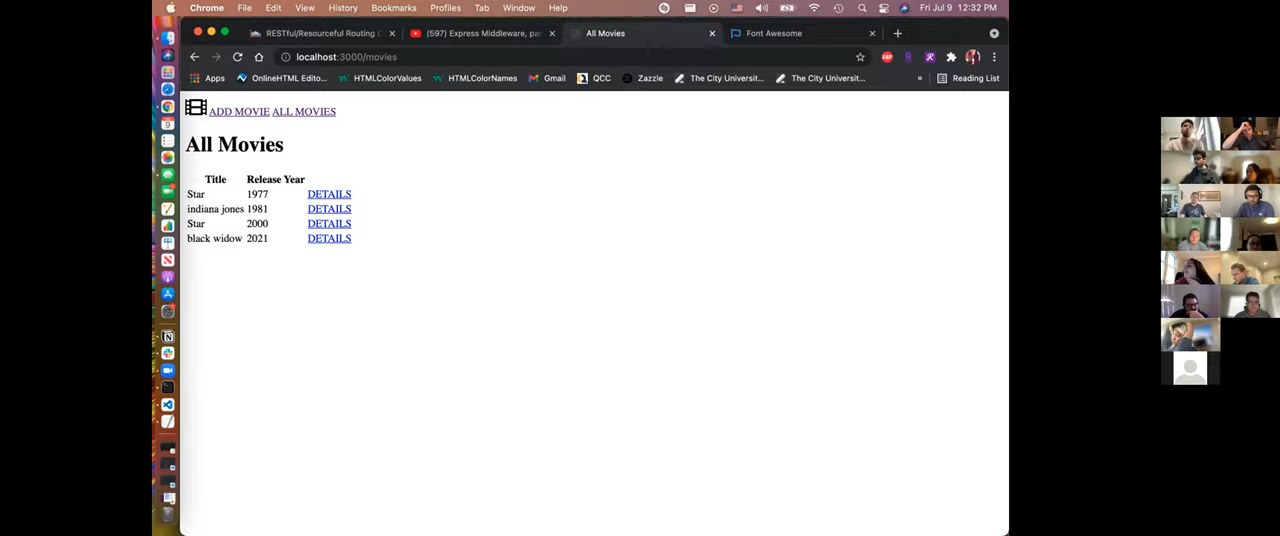 Chrome File Edit View History Bookmarks Profiles Tab Window Help Fri Jul 9 12:32 PM
RESTful/Resourceful Routing C (597) Express Middleware, pa All Movies Font Awesome
localhost:3000/movies
Apps OnlineHTML Edito... HTMLColorValues HTMLColorNames Gmail QCC Zazzle The City Universit... The City Universit... » Reading List
ADD MOVIE ALL MOVIES
All Movies
Title Release Year
Star 1977 DETAILS
indiana jones 1981 DETAILS
Star 2000 DETAILS
black widow 2021 DETAILS